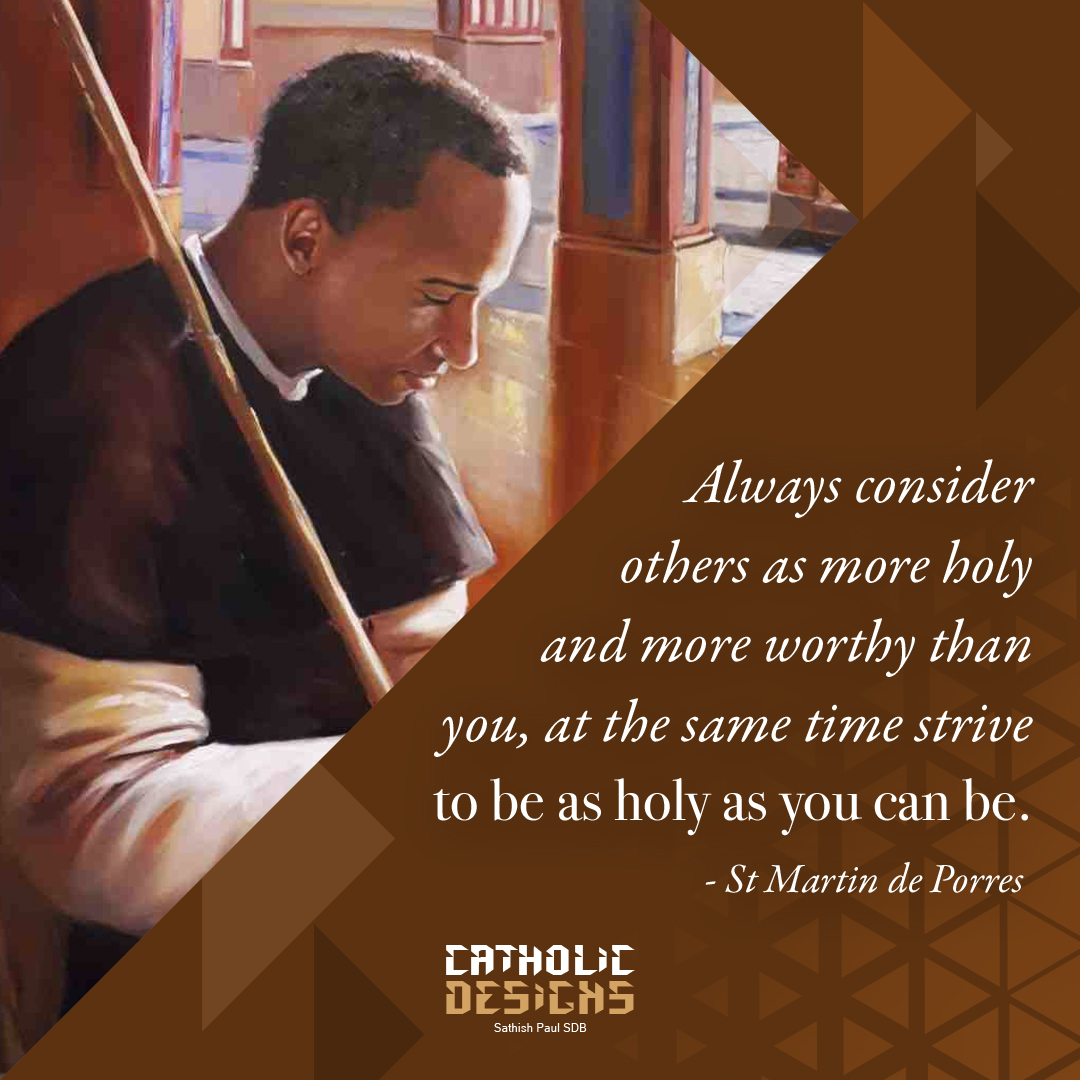 Always consider
others as more holy
and more worthy than
you, at the same time strive
to be as holy as you can be.
- St Martin de Porres
CATHOLIC
DESIGNS
Sathish Paul SDB